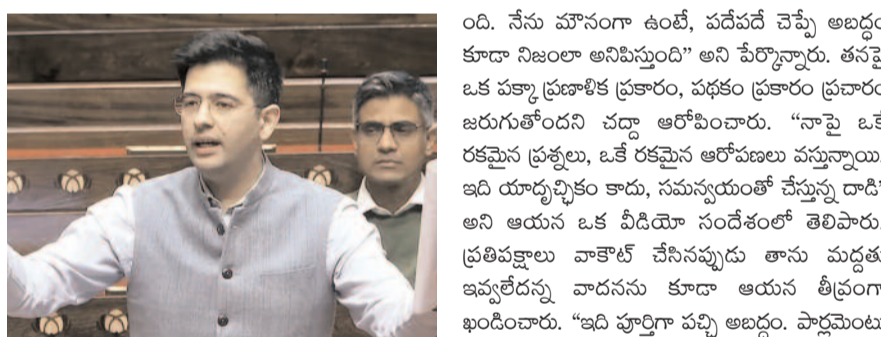 ంది. నేను మౌనంగా ఉంటే, పదేపదే చెప్పే అబద్ధం
కూడా నిజంలా అనిపిస్తుంది” అని పేర్కొన్నారు. తనపై
ఒక పక్కా ప్రణాళిక ప్రకారం, పథకం ప్రకారం ప్రచారం
జరుగుతోందని చద్దా ఆరోపించారు. “నాపై ఒకే
రకమైన ప్రశ్నలు, ఒకే రకమైన ఆరోపణలు వస్తున్నాయి.
ఇది యాదృచ్ఛికం కాదు, సమన్వయంతో చేస్తున్న దాడి”
అని ఆయన ఒక వీడియో సందేశంలో తెలిపారు.
ప్రతిపక్షాలు వాకౌట్ చేసినప్పుడు తాను మద్దతు
ఇవ్వలేదన్న వాదనను కూడా ఆయన తీవ్రంగా
ఖండించారు. “ఇది పూర్తిగా పచ్చి అబద్ధం. పార్లమెంటు